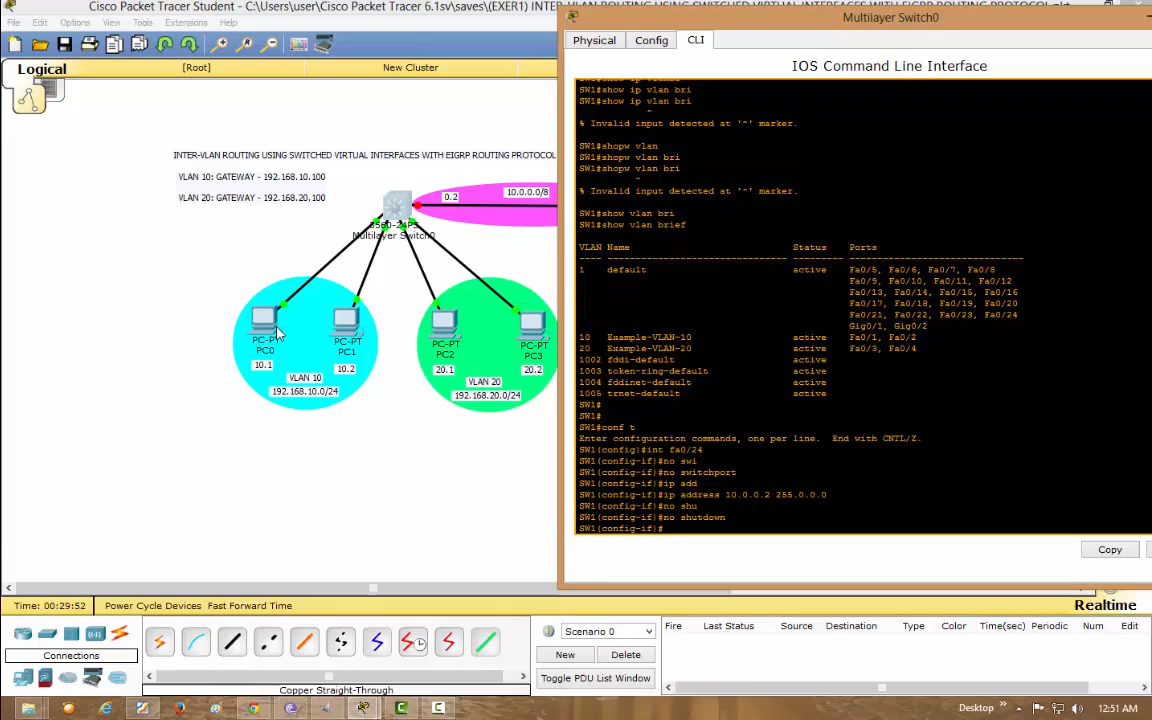 Cisco Packet Tracer Student - C:\Users\user\Cisco Packet Tracer 6.1sv\saves\(EXER1) INTER-VLAN ROUTING USING SWITCHED VIRTUAL INTERFACES WITH EIGRP ROUTING PROTOCOL.pkt
File Edit Options View Tools Extensions Help
Logical
[Root]
New Cluster
INTER-VLAN ROUTING USING SWITCHED VIRTUAL INTERFACES WITH EIGRP ROUTING PROTOCOL
VLAN 10: GATEWAY - 192.168.10.100
VLAN 20: GATEWAY - 192.168.20.100
0.2
10.0.0.0/8
3560-24PS
Multilayer Switch0
PC-PT
PC0
10.1
PC-PT
PC1
10.2
VLAN 10
192.168.10.0/24
PC-PT
PC2
20.1
PC-PT
PC3
20.2
VLAN 20
192.168.20.0/24
Multilayer Switch0
Physical Config CLI
IOS Command Line Interface
SW1#show ip vlan bri
SW1#show ip vlan bri
^
% Invalid input detected at '^' marker.
SW1#shopw vlan
SW1#shopw vlan bri
SW1#shopw vlan bri
^
% Invalid input detected at '^' marker.
SW1#show vlan bri
SW1#show vlan brief
VLAN Name Status Ports
---- -------------------------------- --------- -------------------------------
1 default active Fa0/5, Fa0/6, Fa0/7, Fa0/8
Fa0/9, Fa0/10, Fa0/11, Fa0/12
Fa0/13, Fa0/14, Fa0/15, Fa0/16
Fa0/17, Fa0/18, Fa0/19, Fa0/20
Fa0/21, Fa0/22, Fa0/23, Fa0/24
Gig0/1, Gig0/2
10 Example-VLAN-10 active Fa0/1, Fa0/2
20 Example-VLAN-20 active Fa0/3, Fa0/4
1002 fddi-default active
1003 token-ring-default active
1004 fddinet-default active
1005 trnet-default active
SW1#
SW1#
SW1#conf t
Enter configuration commands, one per line. End with CNTL/Z.
SW1(config)#int fa0/24
SW1(config-if)#no swi
SW1(config-if)#no switchport
SW1(config-if)#ip add
SW1(config-if)#ip address 10.0.0.2 255.0.0.0
SW1(config-if)#no shu
SW1(config-if)#no shutdown
SW1(config-if)#
Copy
Time: 00:29:52 Power Cycle Devices Fast Forward Time
Realtime
Connections
Copper Straight-Through
Scenario 0
New Delete
Toggle PDU List Window
Fire Last Status Source Destination Type Color Time(sec) Periodic Num Edit
Desktop
12:51 AM